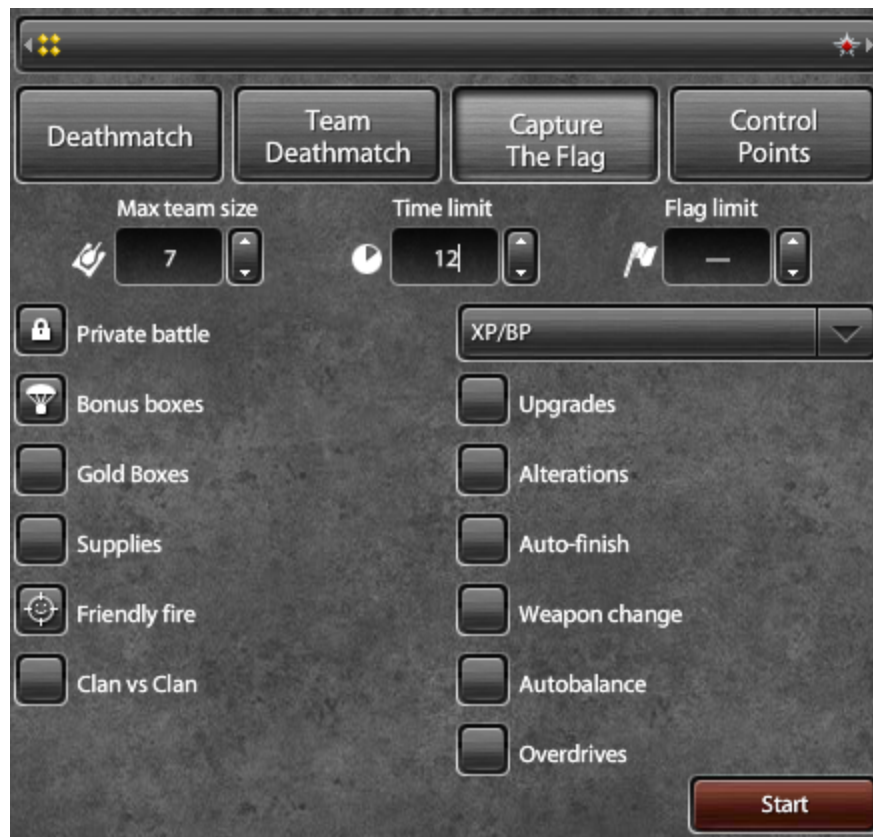 Deathmatch
Team
Deathmatch
Capture
The Flag
Control
Points
Max team size
Time limit
Flag limit
7
12
—
Private battle
XP/BP
Bonus boxes
Upgrades
Gold Boxes
Alterations
Supplies
Auto-finish
Friendly fire
Weapon change
Clan vs Clan
Autobalance
Overdrives
Start